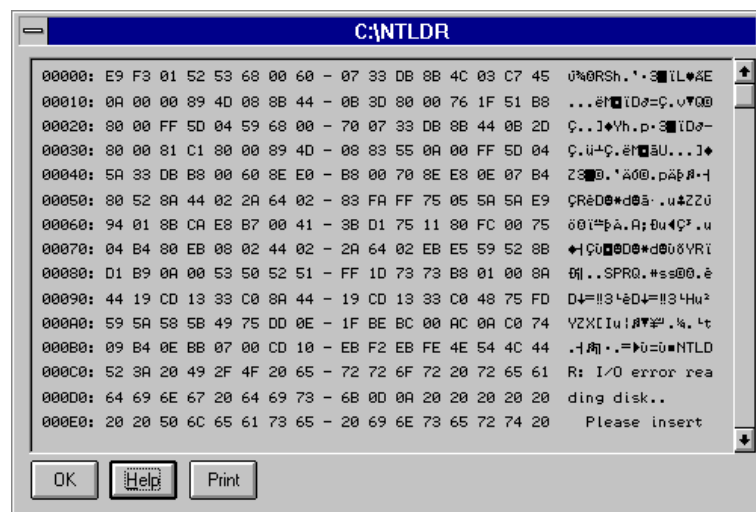 C:\NTLDR
00000: E9 F3 01 52 53 68 00 60 - 07 33 DB 8B 4C 03 C7 45
00010: 0A 00 00 89 4D 08 8B 44 - 0B 3D 80 00 76 1F 51 B8
00020: 80 00 FF 5D 04 59 68 00 - 70 07 33 DB 8B 44 0B 2D
00030: 80 00 81 C1 80 00 89 4D - 08 83 55 0A 00 FF 5D 04
00040: 5A 33 DB B8 00 60 8E E0 - B8 00 70 8E E8 0E 07 B4
00050: 80 52 8A 44 02 2A 64 02 - 83 FA FF 75 05 5A 5A E9
00060: 94 01 8B CA E8 B7 00 41 - 3B D1 75 11 80 FC 00 75
00070: 04 B4 80 EB 08 02 44 02 - 2A 64 02 EB E5 59 52 8B
00080: D1 B9 0A 00 53 50 52 51 - FF 1D 73 73 B8 01 00 8A
00090: 44 19 CD 13 33 C0 8A 44 - 19 CD 13 33 C0 48 75 FD
000A0: 59 5A 58 5B 49 75 DD 0E - 1F BE BC 00 AC 0A C0 74
000B0: 09 B4 0E BB 07 00 CD 10 - EB F2 EB FE 4E 54 4C 44 NTLD
000C0: 52 3A 20 49 2F 4F 20 65 - 72 72 6F 72 20 72 65 61 R: I/O error rea
000D0: 64 69 6E 67 20 64 69 73 - 6B 0D 0A 20 20 20 20 20 ding disk..
000E0: 20 20 50 6C 65 61 73 65 - 20 69 6E 73 65 72 74 20 Please insert
OK Help Print